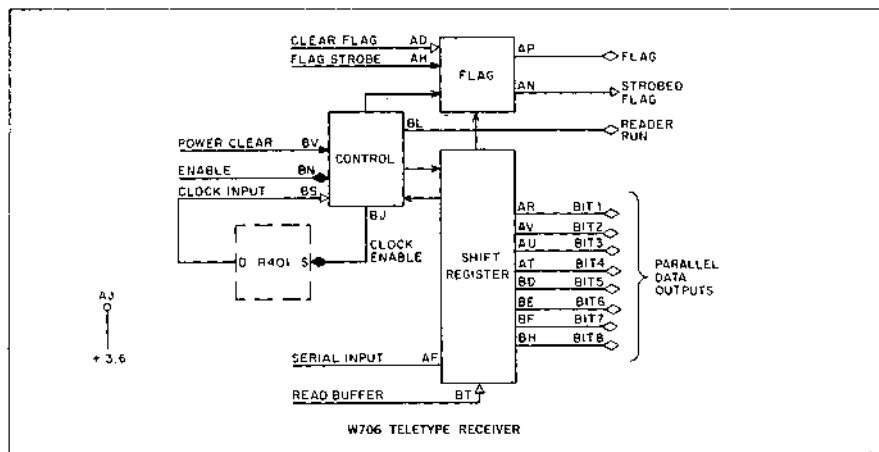 CLEAR FLAG AD
FLAG STROBE AH
FLAG
AP
FLAG
AN
STROBED
FLAG
BL
READER
RUN
POWER CLEAR BV
ENABLE BN
CLOCK INPUT BS
CONTROL
BJ
CLOCK
ENABLE
D R401 S
SHIFT
REGISTER
AR BIT1
AV BIT2
AU BIT3
AT BIT4
BD BIT5
BE BIT6
BF BIT7
BH BIT8
PARALLEL
DATA
OUTPUTS
AJ
+ 3.6
SERIAL INPUT AF
READ BUFFER BT
W706 TELETYPE RECEIVER